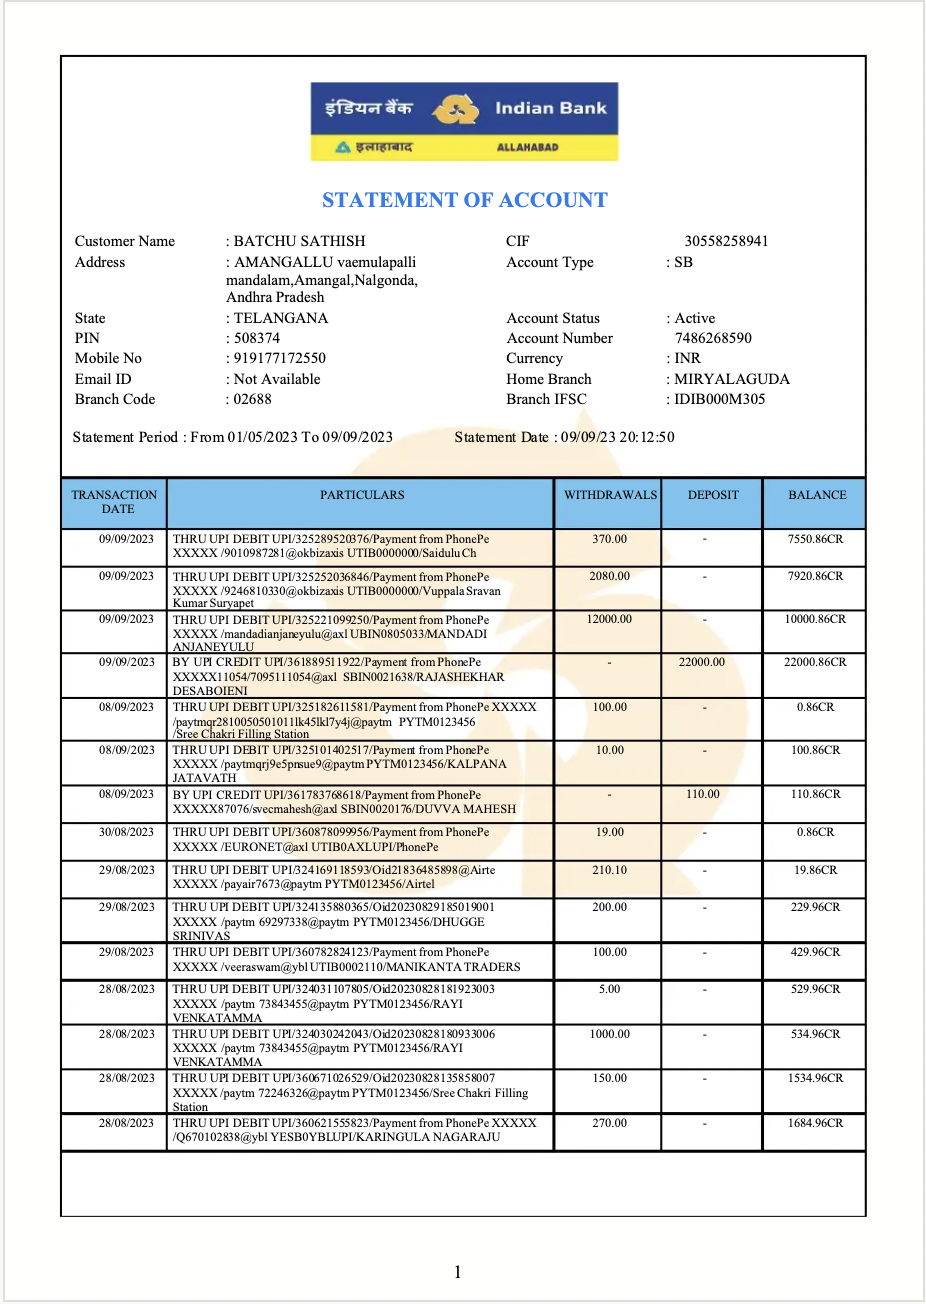 इंडियन बैंक Indian Bank
इलाहाबाद ALLAHABAD
STATEMENT OF ACCOUNT
Customer Name : BATCHU SATHISH CIF 30558258941
Address : AMANGALLU vaemulapalli Account Type : SB
mandalam,Amangal,Nalgonda,
Andhra Pradesh
State : TELANGANA Account Status : Active
PIN : 508374 Account Number 7486268590
Mobile No : 919177172550 Currency : INR
Email ID : Not Available Home Branch : MIRYALAGUDA
Branch Code : 02688 Branch IFSC : IDIB000M305
Statement Period : From 01/05/2023 To 09/09/2023 Statement Date : 09/09/23 20:12:50
TRANSACTION PARTICULARS WITHDRAWALS DEPOSIT BALANCE
DATE
09/09/2023 THRU UPI DEBIT UPI/325289520376/Payment from PhonePe 370.00 - 7550.86CR
XXXXX /9010987281@okbizaxis UTIB0000000/Saidulu Ch
09/09/2023 THRU UPI DEBIT UPI/325252036846/Payment from PhonePe 2080.00 - 7920.86CR
XXXXX /9246810330@okbizaxis UTIB0000000/Vuppala Sravan
Kumar Suryapet
09/09/2023 THRU UPI DEBIT UPI/325221099250/Payment from PhonePe 12000.00 - 10000.86CR
XXXXX /mandadianjaneyulu@axl UBIN0805033/MANDADI
ANJANEYULU
09/09/2023 BY UPI CREDIT UPI/361889511922/Payment from PhonePe - 22000.00 22000.86CR
XXXXX11054/7095111054@axl SBIN0021638/RAJASHEKHAR
DESABOIENI
08/09/2023 THRU UPI DEBIT UPI/325182611581/Payment from PhonePe XXXXX 100.00 - 0.86CR
/paytmqr2810050501011lk45lkl7y4j@paytm PYTM0123456
/Sree Chakri Filling Station
08/09/2023 THRU UPI DEBIT UPI/325101402517/Payment from PhonePe 10.00 - 100.86CR
XXXXX /paytmqrj9e5pnsue9@paytm PYTM0123456/KALPANA
JATAVATH
08/09/2023 BY UPI CREDIT UPI/361783768618/Payment from PhonePe - 110.00 110.86CR
XXXXX87076/svecmahesh@axl SBIN0020176/DUVVA MAHESH
30/08/2023 THRU UPI DEBIT UPI/360878099956/Payment from PhonePe 19.00 - 0.86CR
XXXXX /EURONET@axl UTIB0AXLUPI/PhonePe
29/08/2023 THRU UPI DEBIT UPI/324169118593/Oid21836485898@Airte 210.10 - 19.86CR
XXXXX /payair7673@paytm PYTM0123456/Airtel
29/08/2023 THRU UPI DEBIT UPI/324135880365/Oid20230829185019001 200.00 - 229.96CR
XXXXX /paytm 69297338@paytm PYTM0123456/DHUGGE
SRINIVAS
29/08/2023 THRU UPI DEBIT UPI/360782824123/Payment from PhonePe 100.00 - 429.96CR
XXXXX /veeraswam@ybl UTIB0002110/MANIKANTA TRADERS
28/08/2023 THRU UPI DEBIT UPI/324031107805/Oid20230828181923003 5.00 - 529.96CR
XXXXX /paytm 73843455@paytm PYTM0123456/RAYI
VENKATAMMA
28/08/2023 THRU UPI DEBIT UPI/324030242043/Oid20230828180933006 1000.00 - 534.96CR
XXXXX /paytm 73843455@paytm PYTM0123456/RAYI
VENKATAMMA
28/08/2023 THRU UPI DEBIT UPI/360671026529/Oid20230828135858007 150.00 - 1534.96CR
XXXXX /paytm 72246326@paytm PYTM0123456/Sree Chakri Filling
Station
28/08/2023 THRU UPI DEBIT UPI/360621555823/Payment from PhonePe XXXXX 270.00 - 1684.96CR
/Q670102838@ybl YESB0YBLUPI/KARINGULA NAGARAJU
1